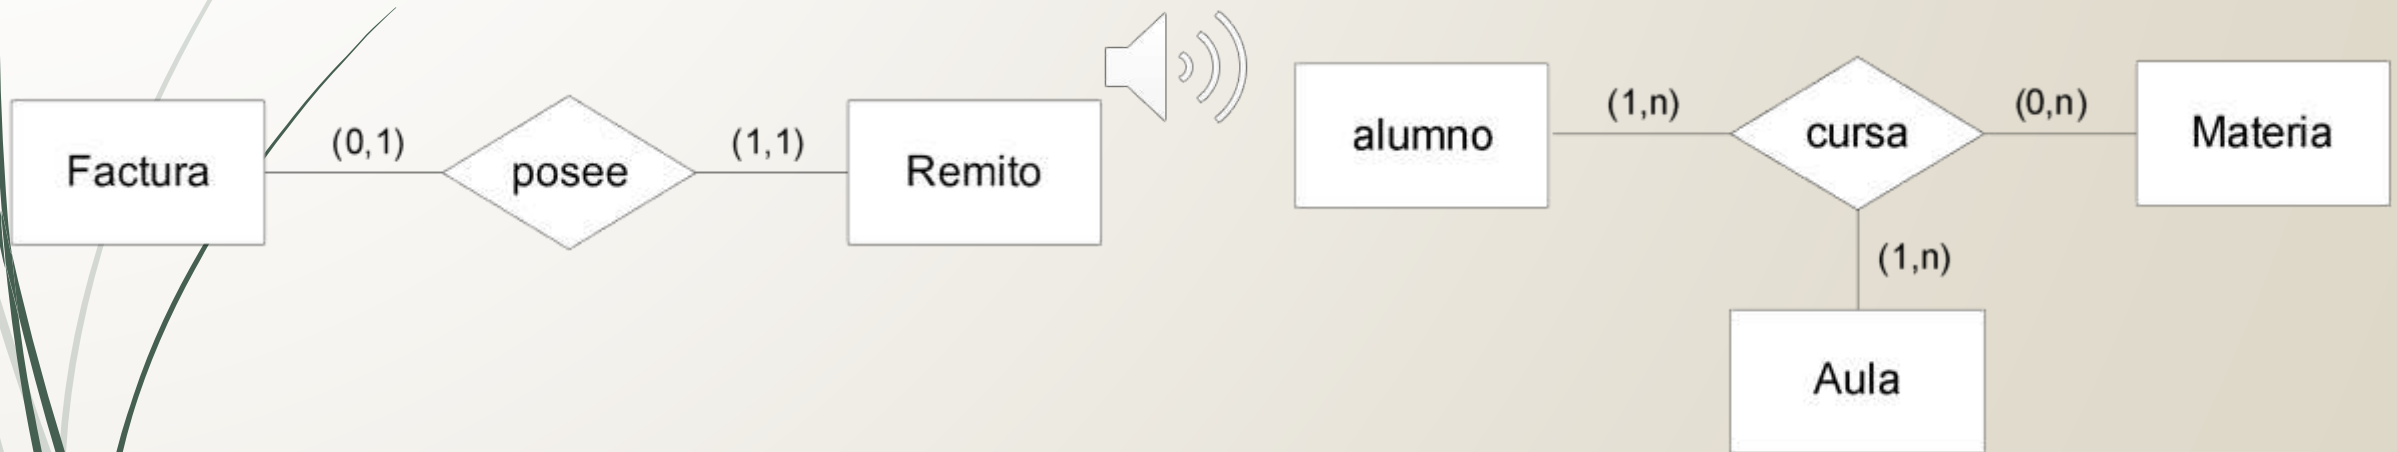 Factura
(0,1)
posee
(1,1)
Remito
alumno
(1,n)
cursa
(0,n)
Materia
(1,n)
Aula